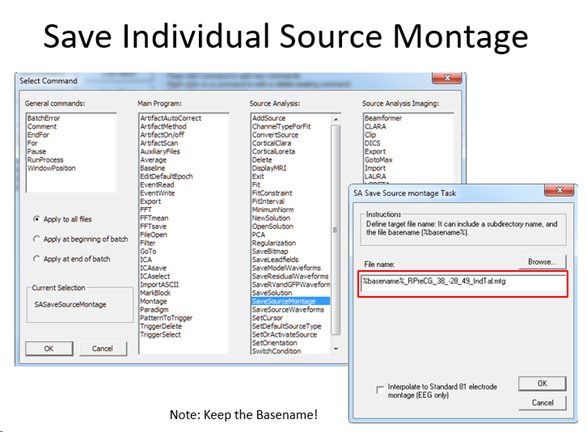 Save Individual Source Montage
Select Command
General commands:
BatchError
Comment
EndFor
For
Pause
RunProcess
WindowPosition
Apply to all files
Apply at beginning of batch
Apply at end of batch
Current Selection
SASaveSourceMontage
OK
Cancel
Main Program:
ArtifactAutoCorrect
ArtifactMethod
ArtifactOn/off
ArtifactScan
AuxiliaryFiles
Average
Baseline
EditDefaultEpoch
EventRead
EventWrite
Export
FFT
FFTmean
FFTsave
FileOpen
Filter
GoTo
ICA
ICAsave
ICAselect
ImportASCII
MarkBlock
Montage
Paradigm
PatternToTrigger
TriggerDelete
TriggerSelect
Source Analysis:
AddSource
ChannelTypeForFit
ConvertSource
CorticalClara
CorticalLoreta
Delete
DisplayMRI
Exit
Fit
FitConstraint
FitInterval
MinimumNorm
NewSolution
OpenSolution
PCA
Regularization
SaveBitmap
SaveLeadfields
SaveModelWaveforms
SaveResidualWaveforms
SaveRVandGFPWaveforms
SaveSolution
SaveSourceMontage
SaveSourceWaveforms
SetCursor
SetDefaultSourceType
SetOrActivateSource
SetOrientation
SwitchCondition
Source Analysis Imaging:
Beamformer
CLARA
Clip
DICS
Export
GotoMax
Import
LAURA
SA Save Source montage Task
Instructions
Define target file name: It can include a subdirectory name, and
the file basename (%basename%).
File name:
Browse...
%basename%_RPreCG_38_-28_49_IndTal.mtg
Interpolate to Standard 81 electrode
montage (EEG only)
OK
Cancel
Note: Keep the Basename!